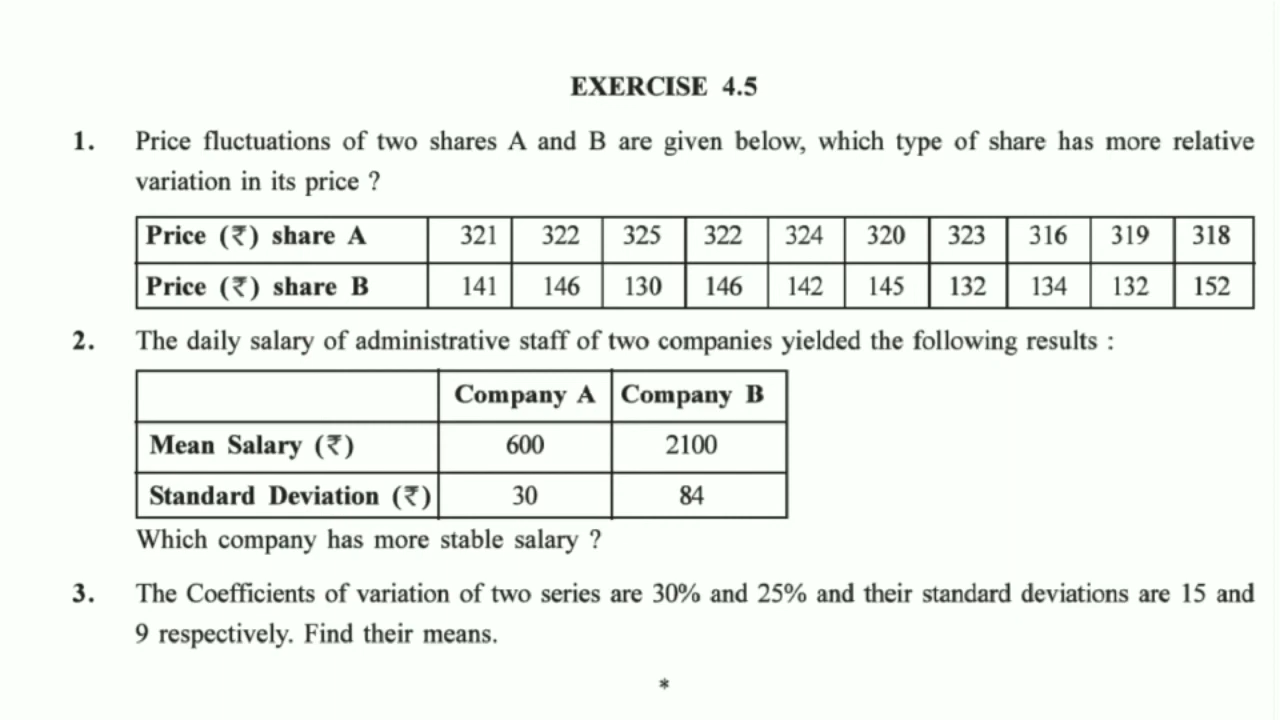 EXERCISE 4.5
1. Price fluctuations of two shares A and B are given below, which type of share has more relative
variation in its price ?
Price (₹) share A 321 322 325 322 324 320 323 316 319 318
Price (₹) share B 141 146 130 146 142 145 132 134 132 152
2. The daily salary of administrative staff of two companies yielded the following results :
Company A Company B
Mean Salary (₹) 600 2100
Standard Deviation (₹) 30 84
Which company has more stable salary ?
3. The Coefficients of variation of two series are 30% and 25% and their standard deviations are 15 and
9 respectively. Find their means.
*